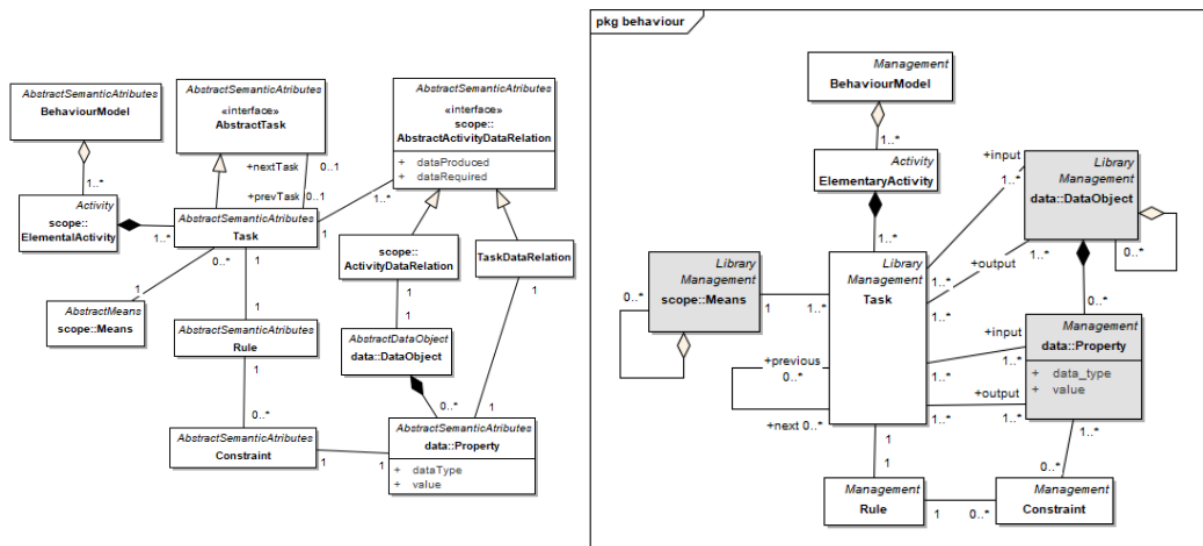 AbstractSemanticAtributes
BehaviourModel
1..*
Activity
scope::
ElementalActivity
1..*
AbstractSemanticAtributes
«interface»
AbstractTask
+nextTask
0..1
+prevTask
0..1
AbstractSemanticAtributes
Task
0..*
1
1
1..*
AbstractSemanticAtributes
«interface»
scope::
AbstractActivityDataRelation
+ dataProduced
+ dataRequired
scope::
ActivityDataRelation
1
1
TaskDataRelation
1
1
AbstractMeans
scope::Means
1
1
AbstractSemanticAtributes
Rule
1
0..*
AbstractDataObject
data::DataObject
0..*
AbstractSemanticAtributes
Constraint
1
1
AbstractSemanticAtributes
data::Property
+ dataType
+ value
pkg behaviour
Management
BehaviourModel
1..*
Activity
ElementaryActivity
1..*
+input
1..*
1..*
Library
Management
data::DataObject
0..*
+output
1..*
1..*
0..*
Library
Management
scope::Means
0..*
1
1..*
Library
Management
Task
+previous
0..*
+next 0..*
+input
1..*
1..*
+output
1..*
1..*
Management
data::Property
+ data_type
+ value
1..*
0..*
1
1
Management
Rule
1
0..*
Management
Constraint